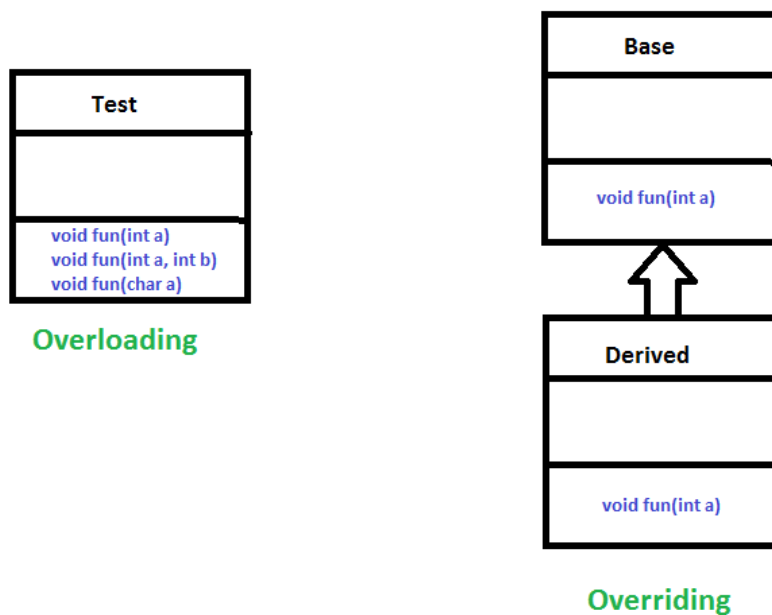 Test
void fun(int a)
void fun(int a, int b)
void fun(char a)
Overloading
Base
void fun(int a)
Derived
void fun(int a)
Overriding